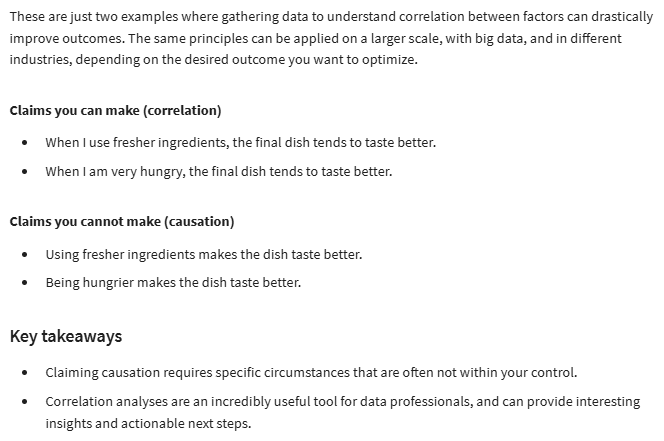 These are just two examples where gathering data to understand correlation between factors can drastically
improve outcomes. The same principles can be applied on a larger scale, with big data, and in different
industries, depending on the desired outcome you want to optimize.
Claims you can make (correlation)
• When I use fresher ingredients, the final dish tends to taste better.
• When I am very hungry, the final dish tends to taste better.
Claims you cannot make (causation)
• Using fresher ingredients makes the dish taste better.
• Being hungrier makes the dish taste better.
Key takeaways
• Claiming causation requires specific circumstances that are often not within your control.
• Correlation analyses are an incredibly useful tool for data professionals, and can provide interesting
insights and actionable next steps.